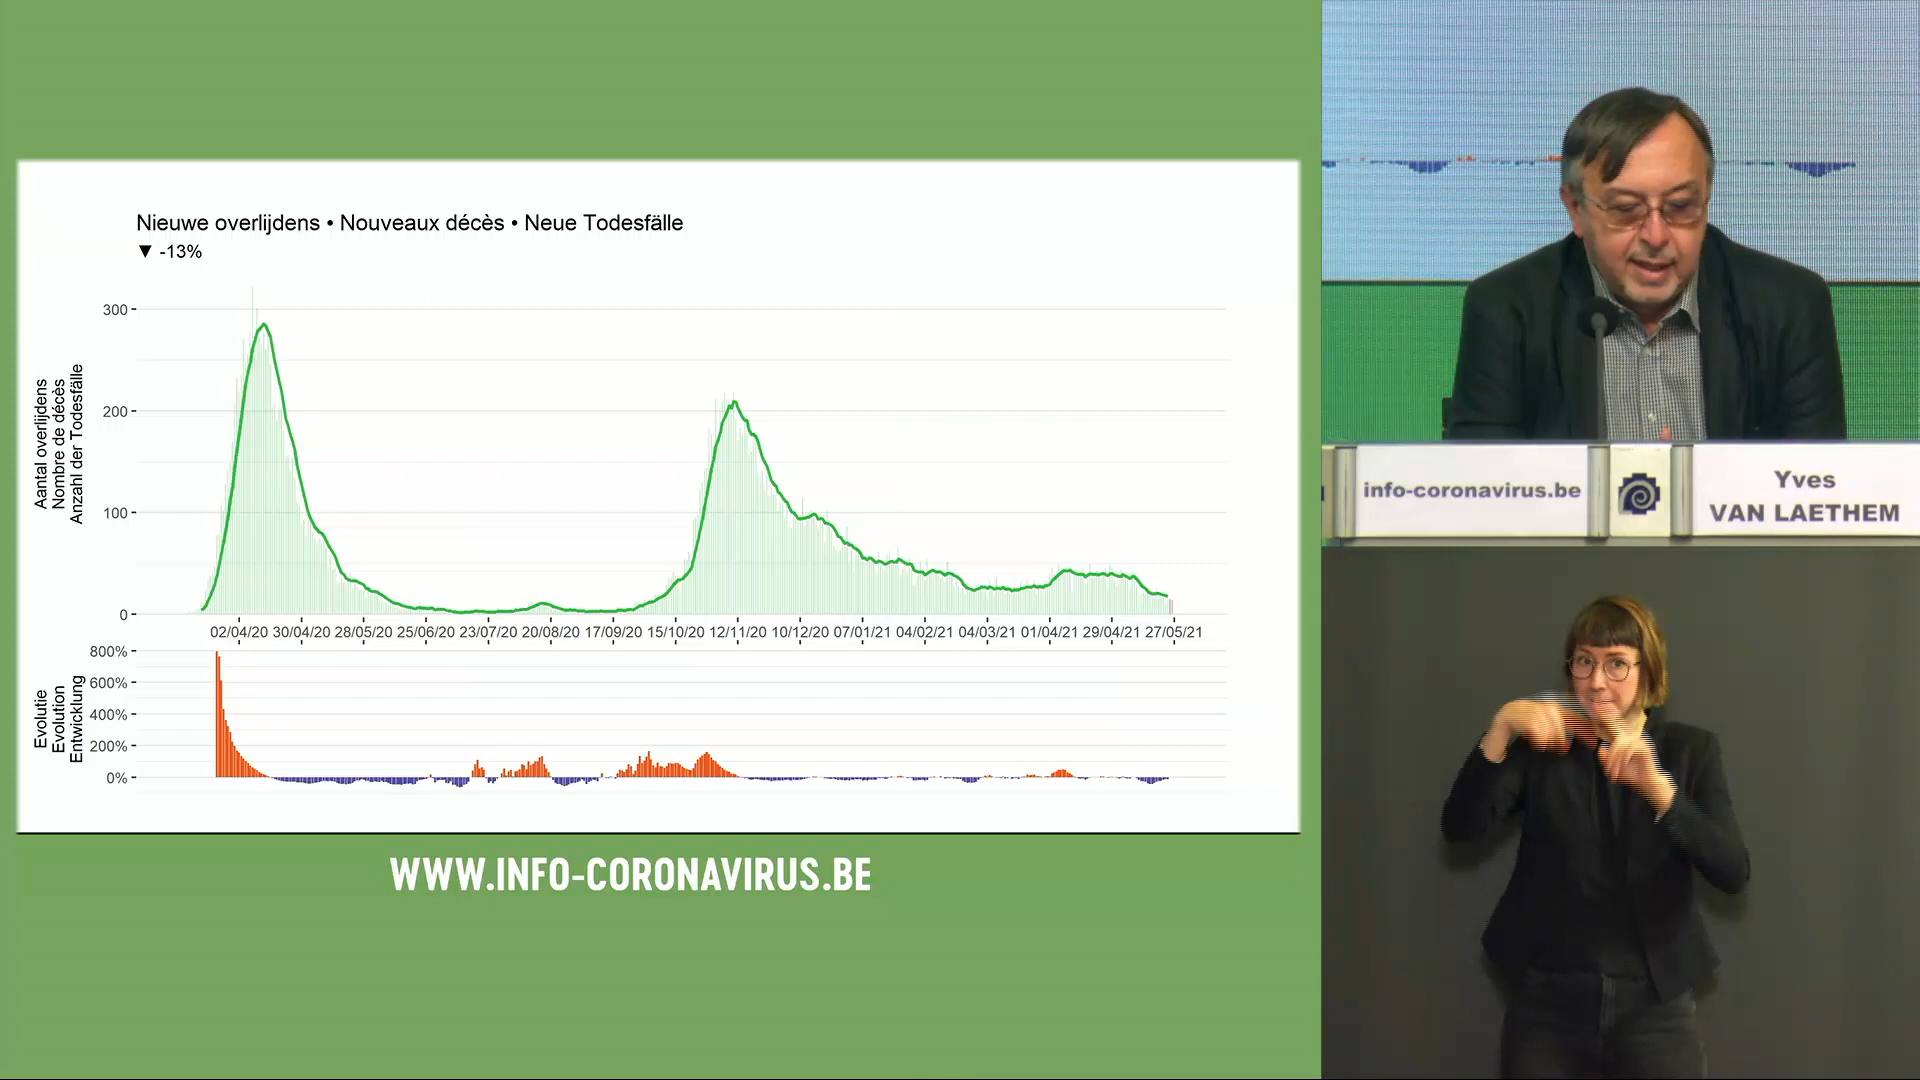 Nieuwe overlijdens • Nouveaux décès • Neue Todesfälle
▼ -13%
Aantal overlijdens
Nombre de décès
Anzahl der Todesfälle
300
200
100
0
02/04/20 30/04/20 28/05/20 25/06/20 23/07/20 20/08/20 17/09/20 15/10/20 12/11/20 10/12/20 07/01/21 04/02/21 04/03/21 01/04/21 29/04/21 27/05/21
Evolutie
Evolution
Entwicklung
800%
600%
400%
200%
0%
WWW.INFO-CORONAVIRUS.BE
info-coronavirus.be
Yves
VAN LAETHEM